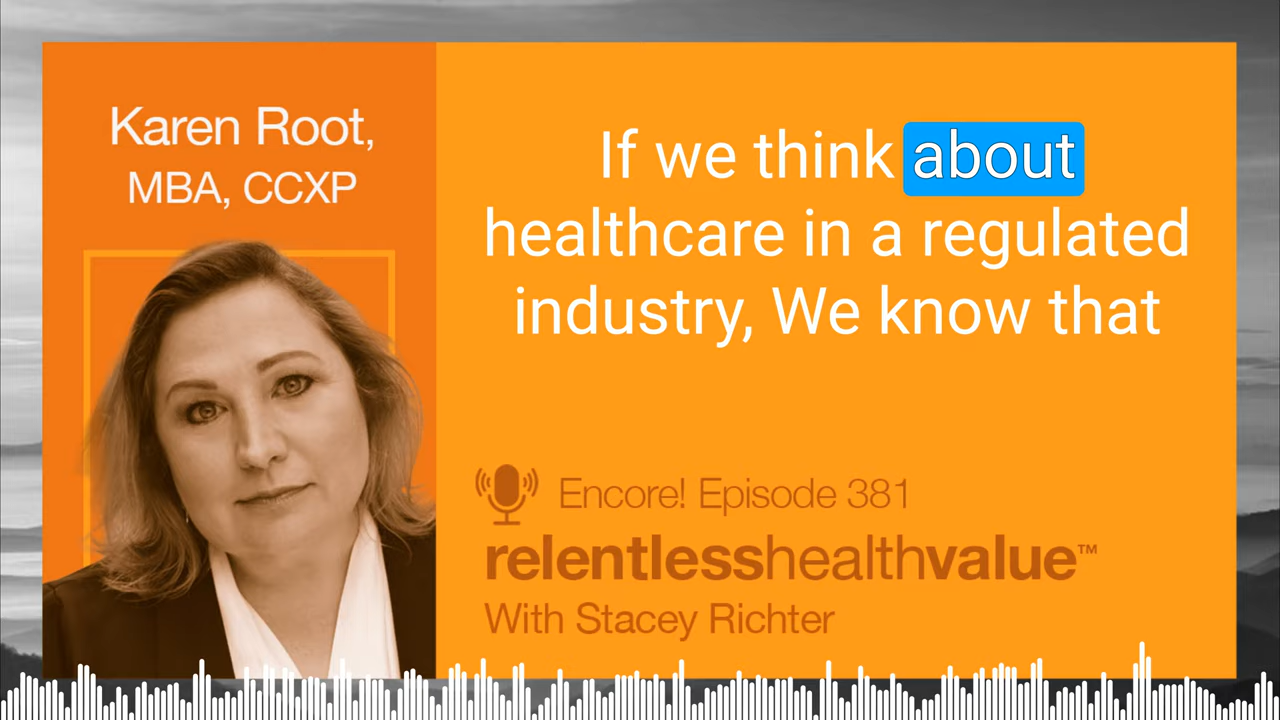 Karen Root,
MBA, CCXP
If we think about
healthcare in a regulated
industry, We know that
Encore! Episode 381
relentlesshealthvalue™
With Stacey Richter